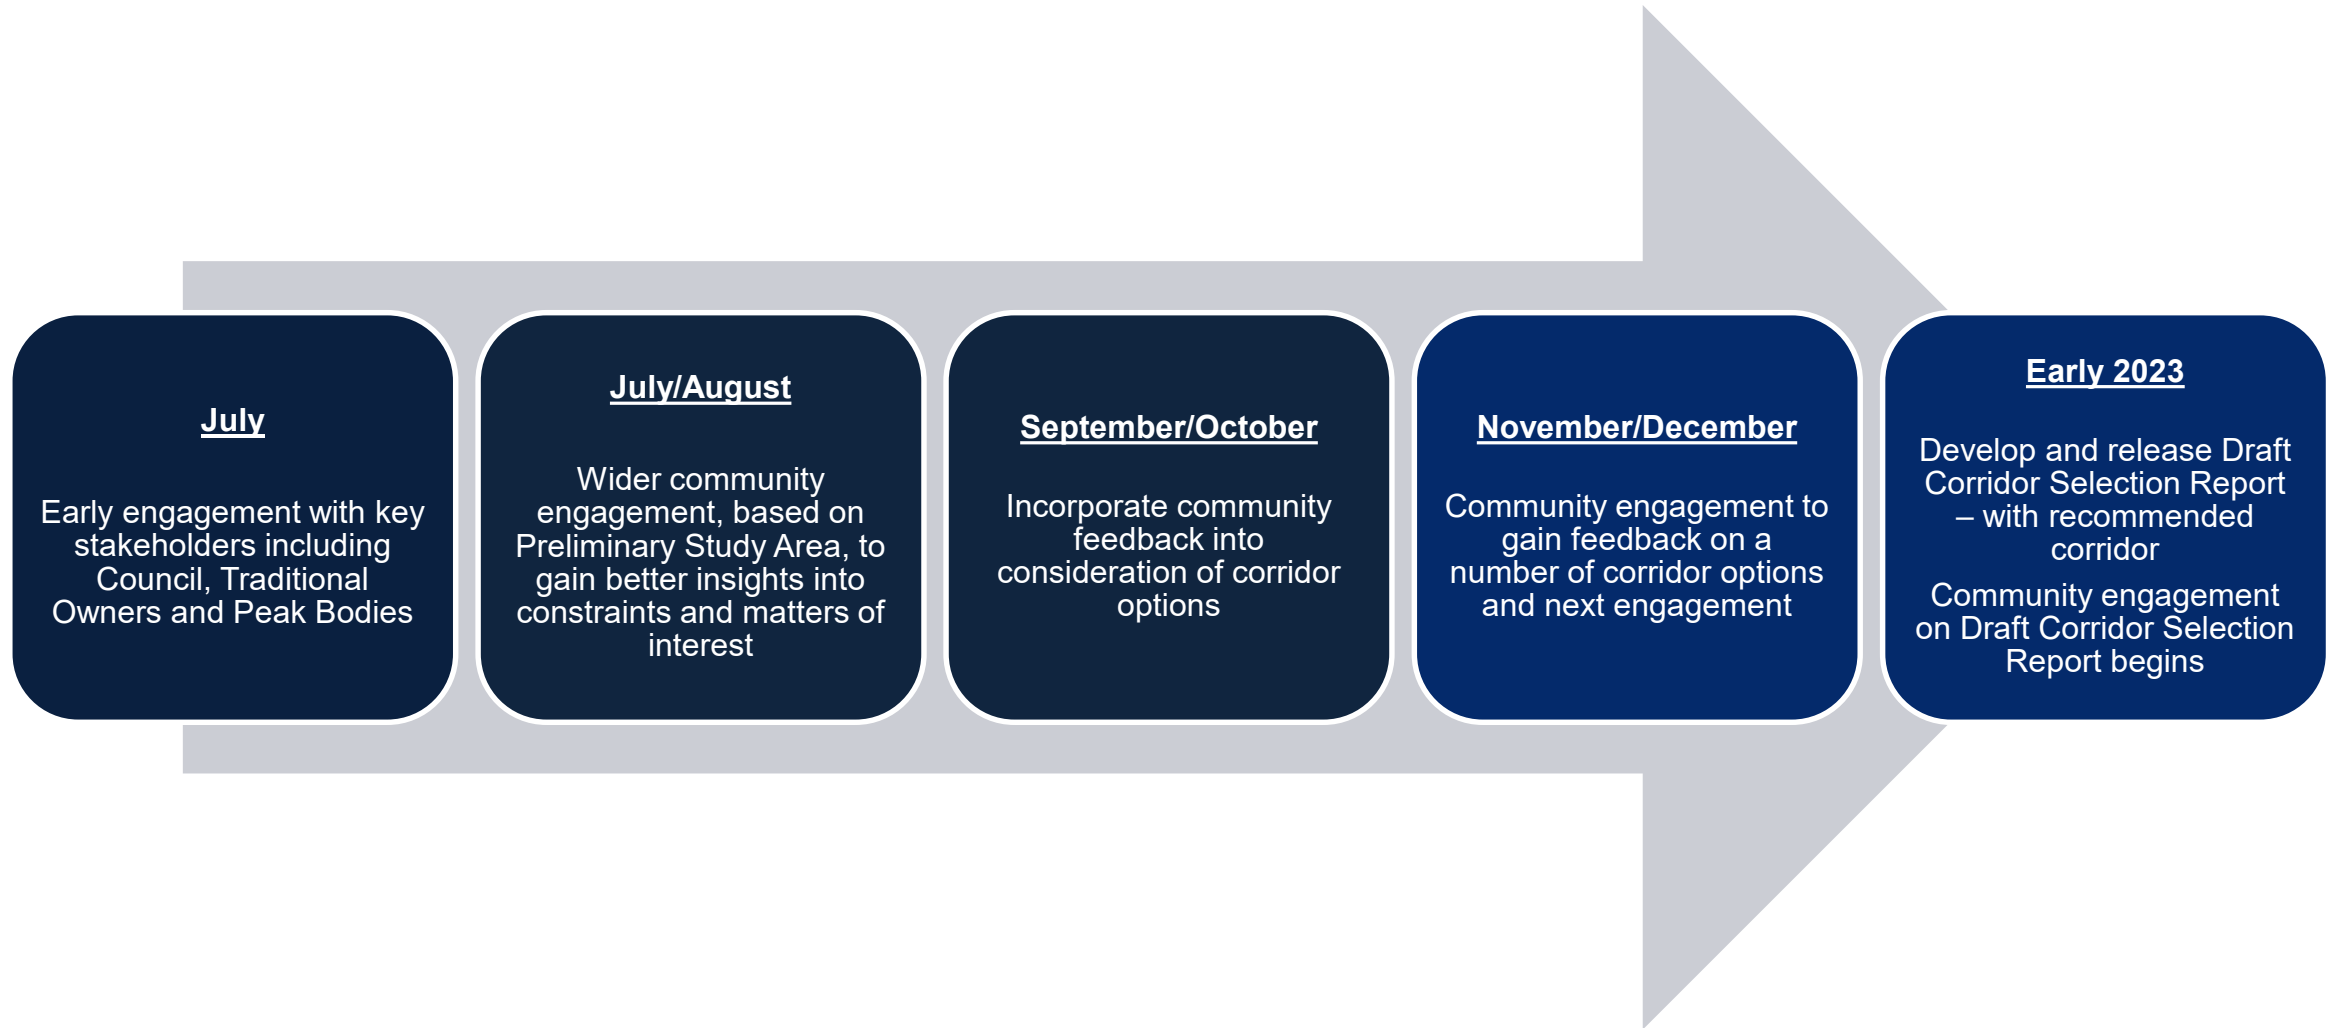 July
Early engagement with key
stakeholders including
Council, Traditional
Owners and Peak Bodies
July/August
Wider community
engagement, based on
Preliminary Study Area, to
gain better insights into
constraints and matters of
interest
September/October
Incorporate community
feedback into
consideration of corridor
options
November/December
Community engagement to
gain feedback on a
number of corridor options
and next engagement
Early 2023
Develop and release Draft
Corridor Selection Report
– with recommended
corridor
Community engagement
on Draft Corridor Selection
Report begins